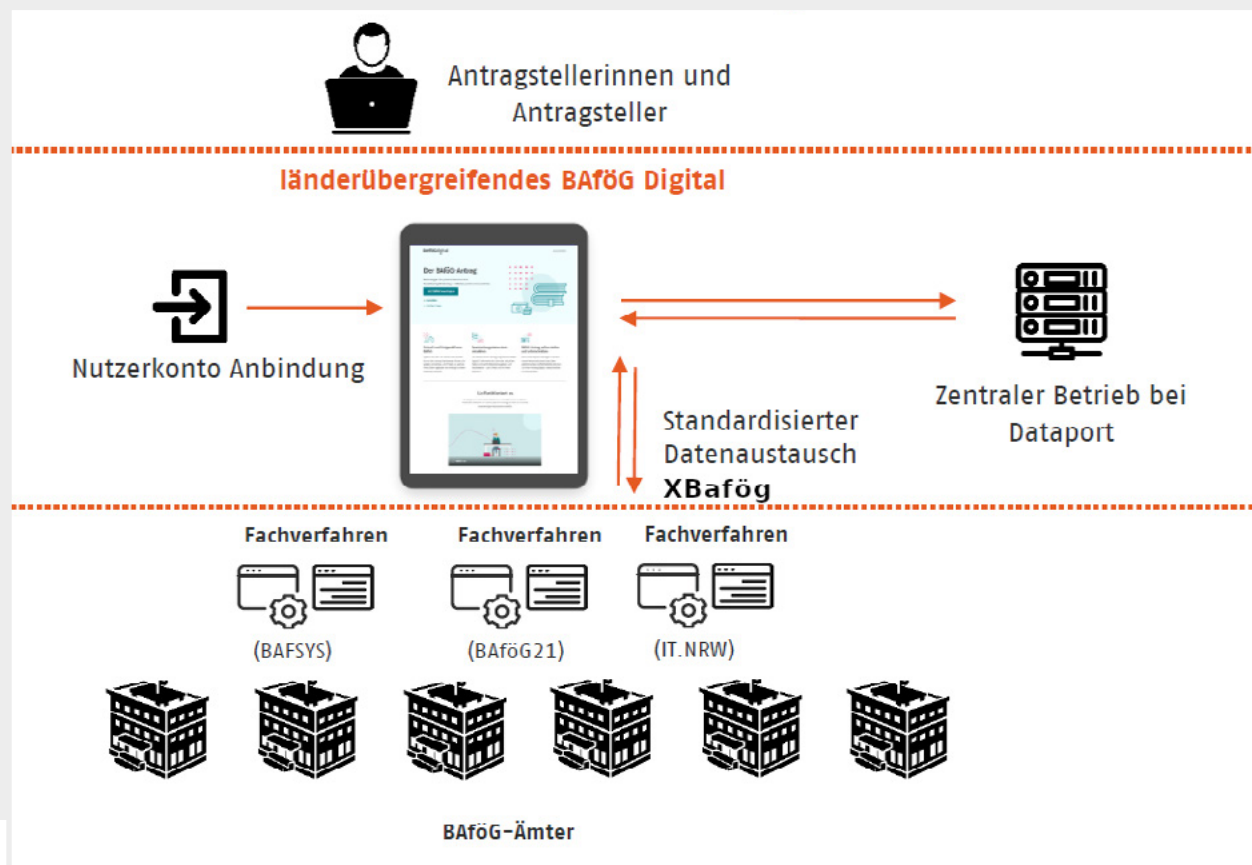 Antragstellerinnen und
Antragsteller
länderübergreifendes BAföG Digital
Der BAföG Antrag
Nutzerkonto Anbindung
Zentraler Betrieb bei
Dataport
Standardisierter
Datenaustausch
XBafög
Fachverfahren
Fachverfahren
Fachverfahren
(BAFSYS)
(BAföG21)
(IT.NRW)
BAföG-Ämter